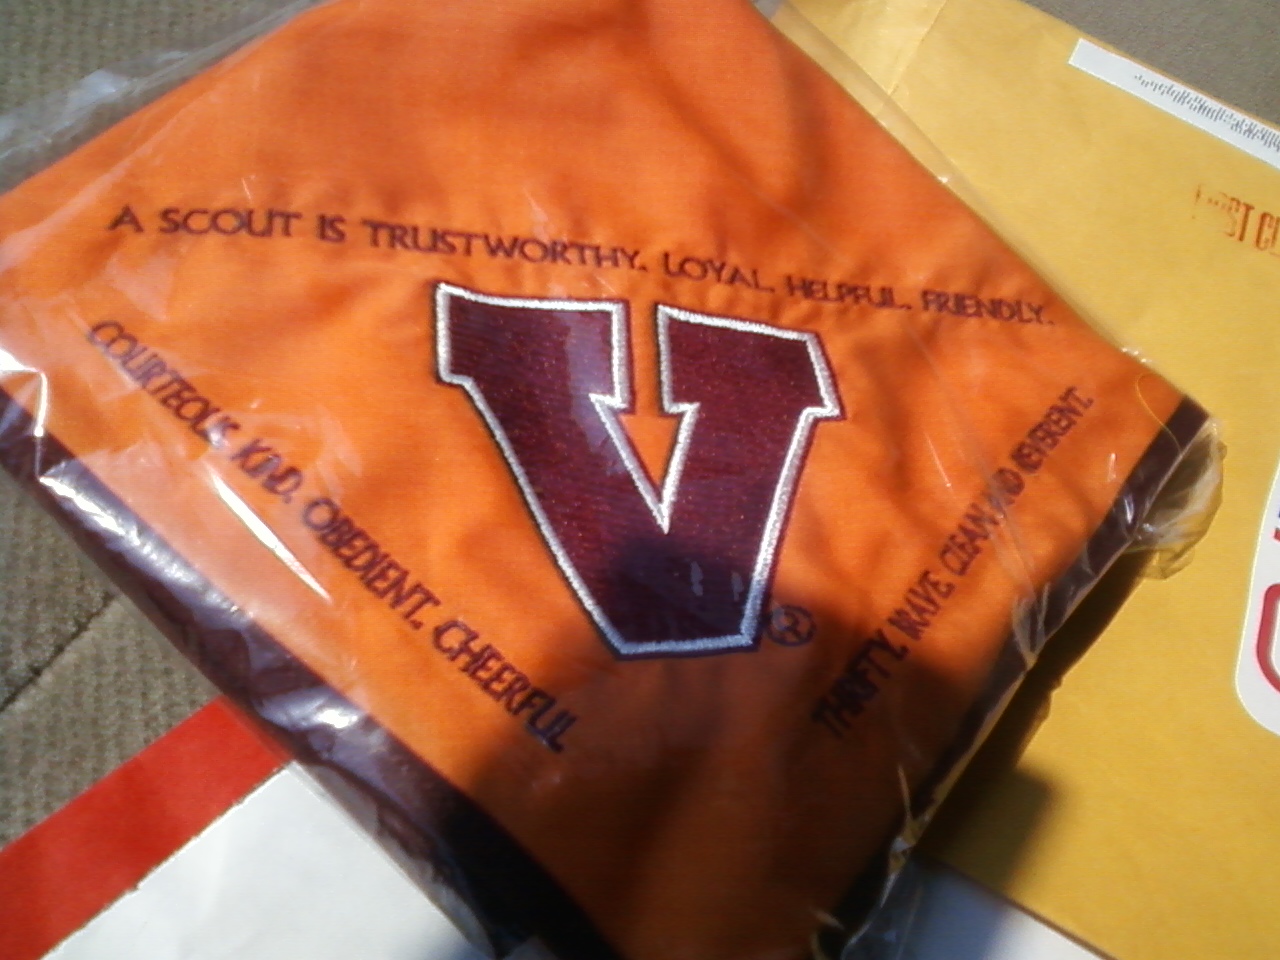 A SCOUT IS TRUSTWORTHY, LOYAL, HELPFUL, FRIENDLY,
COURTEOUS, KIND, OBEDIENT, CHEERFUL
V
®
THRIFTY, BRAVE, CLEAN AND REVERENT.